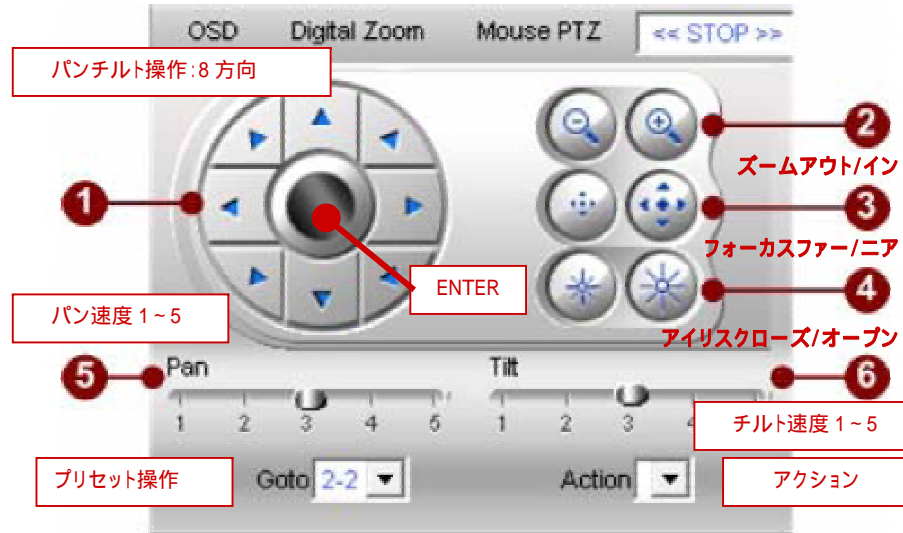 OSD Digital Zoom Mouse PTZ << STOP >>
パンチルト操作:8方向
2
ズームアウト/イン
1
3
フォーカスファー/ニア
ENTER
4
パン速度 1~5
アイリスクローズ/オープン
5 Pan Tilt 6
1 2 3 4 5 1 2 3 4
チルト速度 1~5
プリセット操作 Goto 2-2 Action アクション